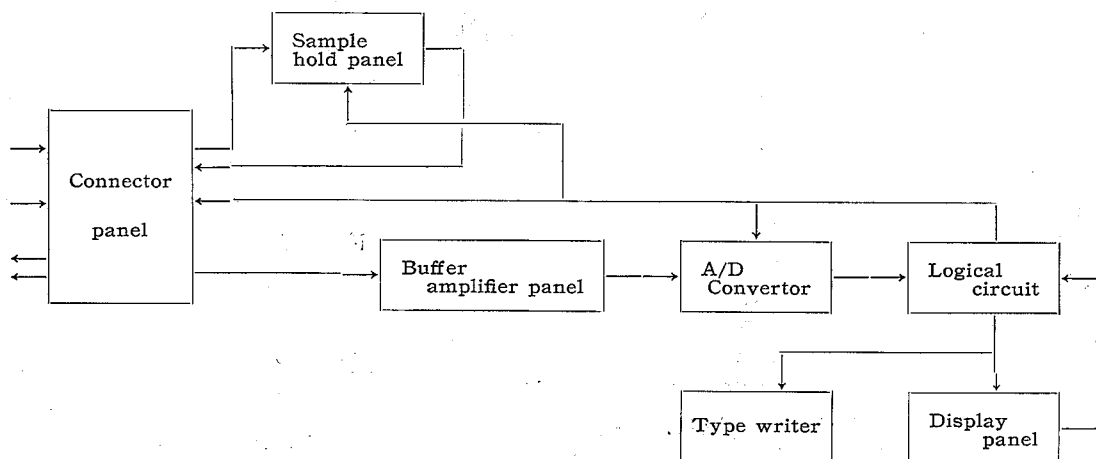 Sample
hold panel
Connector
panel
Buffer
amplifier panel
A/D
Convertor
Logical
circuit
Type writer
Display
panel